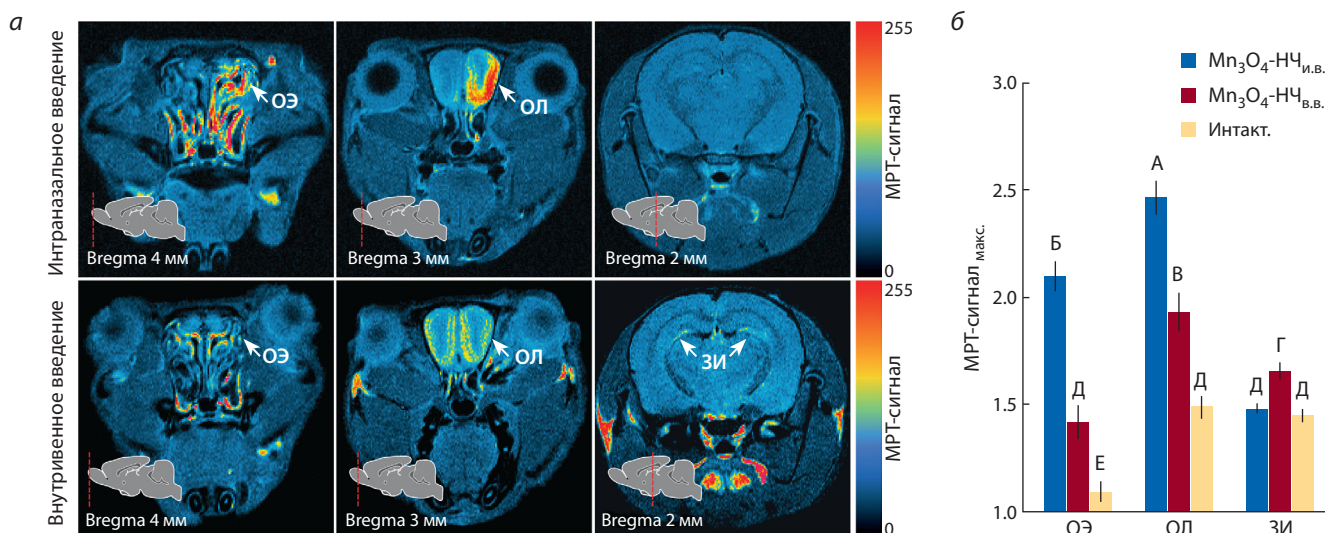 а
Интраназальное введение
ОЭ
Bregma 4 мм
ОЛ
Bregma 3 мм
Bregma 2 мм
255
МРТ-сигнал
0
Внутривенное введение
ОЭ
Bregma 4 мм
ОЛ
Bregma 3 мм
ЗИ
Bregma 2 мм
255
МРТ-сигнал
0
б
Mn₃O₄-НЧи.в.
Mn₃O₄-НЧв.в.
Интакт.
МРТ-сигнал макс.
3.0
2.5
2.0
1.5
1.0
Б
Д
Е
А
В
Д
Д
Г
Д
ОЭ
ОЛ
ЗИ